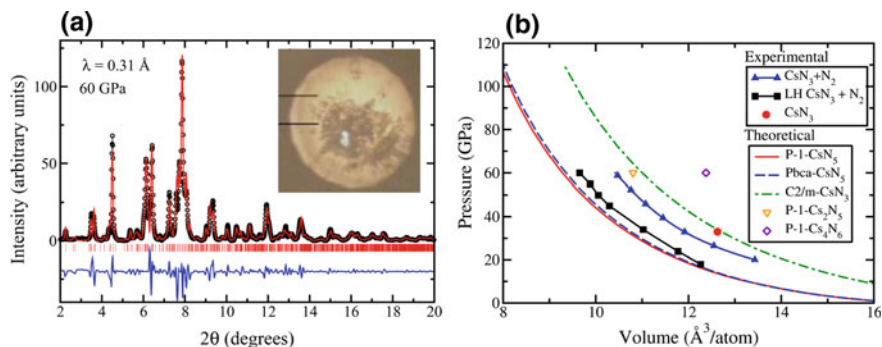 (a)
λ = 0.31 Å
60 GPa
Intensity (arbitrary units)
100
50
0
2 4 6 8 10 12 14 16 18 20
2θ (degrees)
(b)
Pressure (GPa)
120
100
80
60
40
20
0
8 10 12 14 16
Volume (Å³/atom)
Experimental
CsN₃+N₂
LH CsN₃ + N₂
CsN₃
Theoretical
P-1-CsN₅
Pbca-CsN₅
C2/m-CsN₃
P-1-Cs₂N₅
P-1-Cs₄N₆